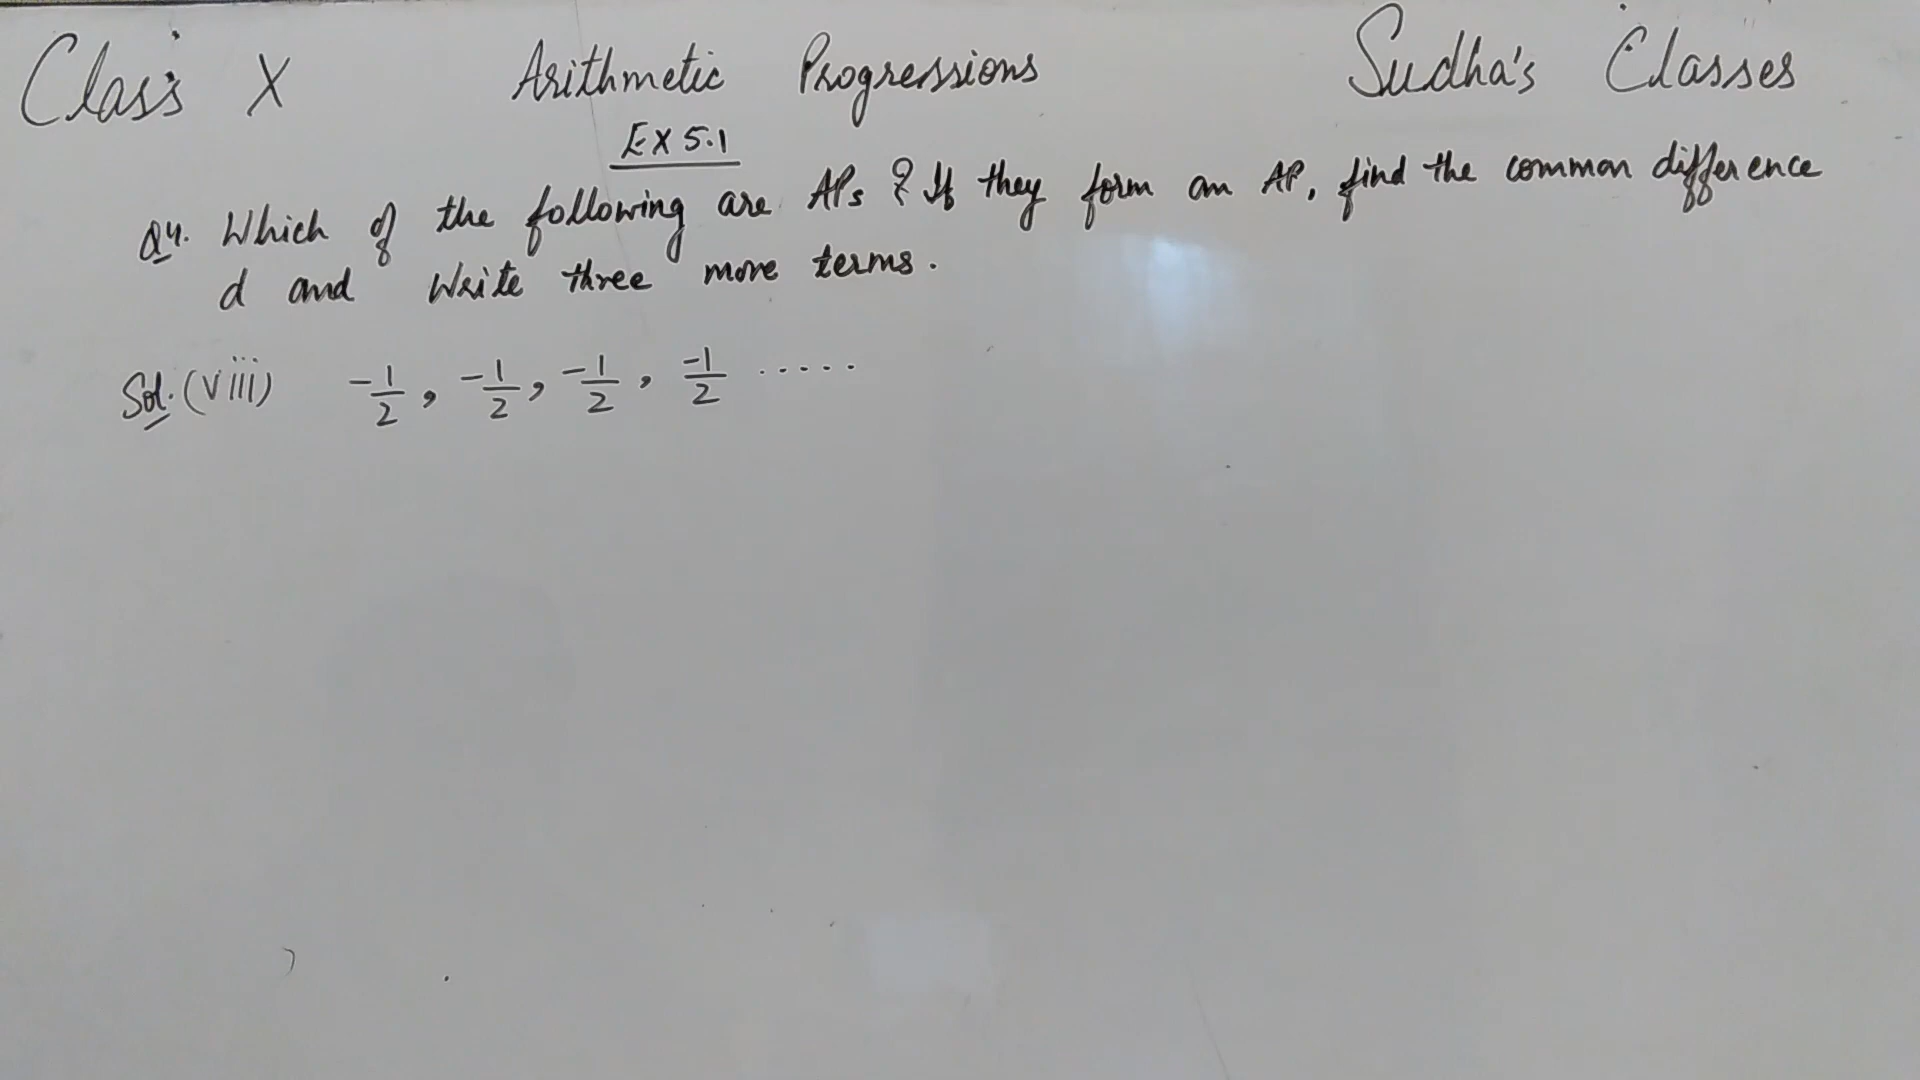 Class X Arithmetic Progressions Sudha's Classes
EX 5.1
Q4. Which of the following are APs ? If they form an AP, find the common difference
d and write three more terms.
Sol. (viii) -1/2, -1/2, -1/2, -1/2 .....